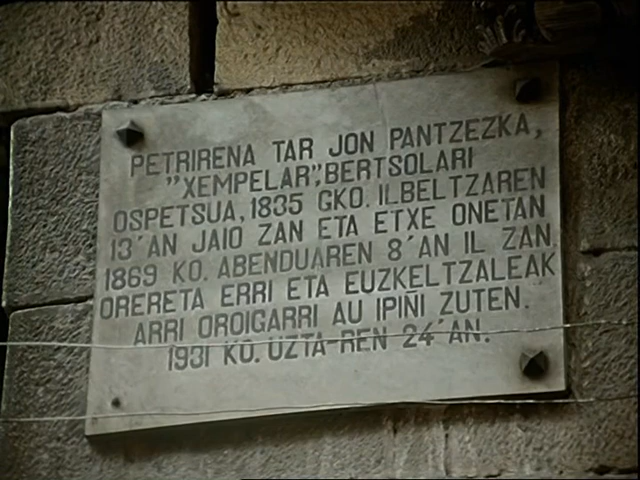 PETRIRENA TAR JON PANTZEZKA,
"XEMPELAR", BERTSOLARI
OSPETSUA, 1835 GKO. ILBELTZAREN
13'AN JAIO ZAN ETA ETXE ONETAN
1869 KO. ABENDUAREN 8'AN IL ZAN.
ORERETA ERRI ETA EUZKELTZALEAK
ARRI OROIGARRI AU IPIÑI ZUTEN.
1931 KO. UZTA-REN 24'AN.